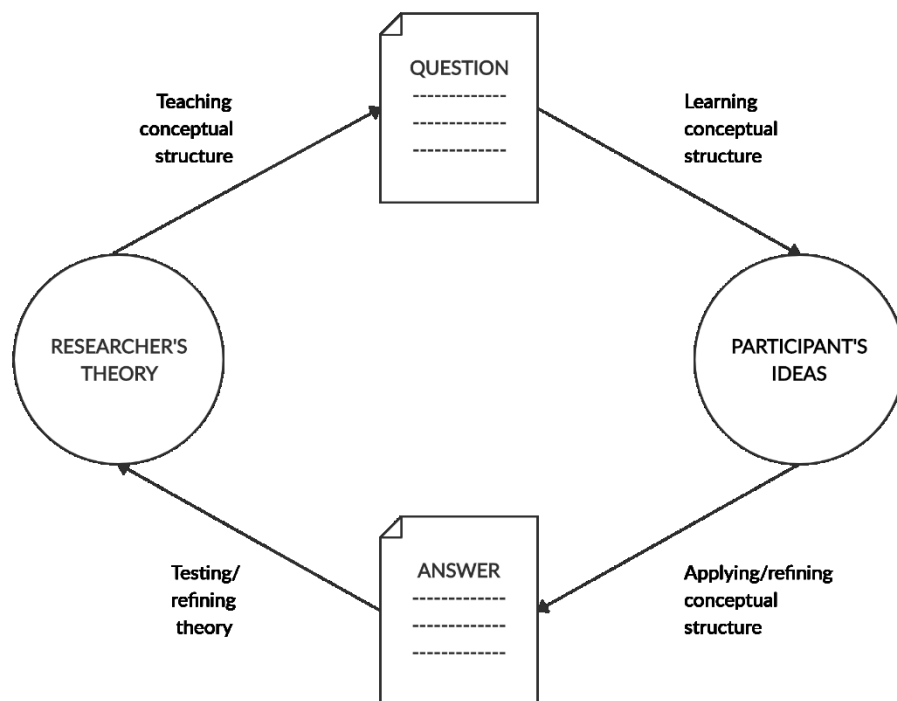 QUESTION
Teaching
conceptual
structure
Learning
conceptual
structure
RESEARCHER'S
THEORY
PARTICIPANT'S
IDEAS
Testing/
refining
theory
ANSWER
Applying/refining
conceptual
structure